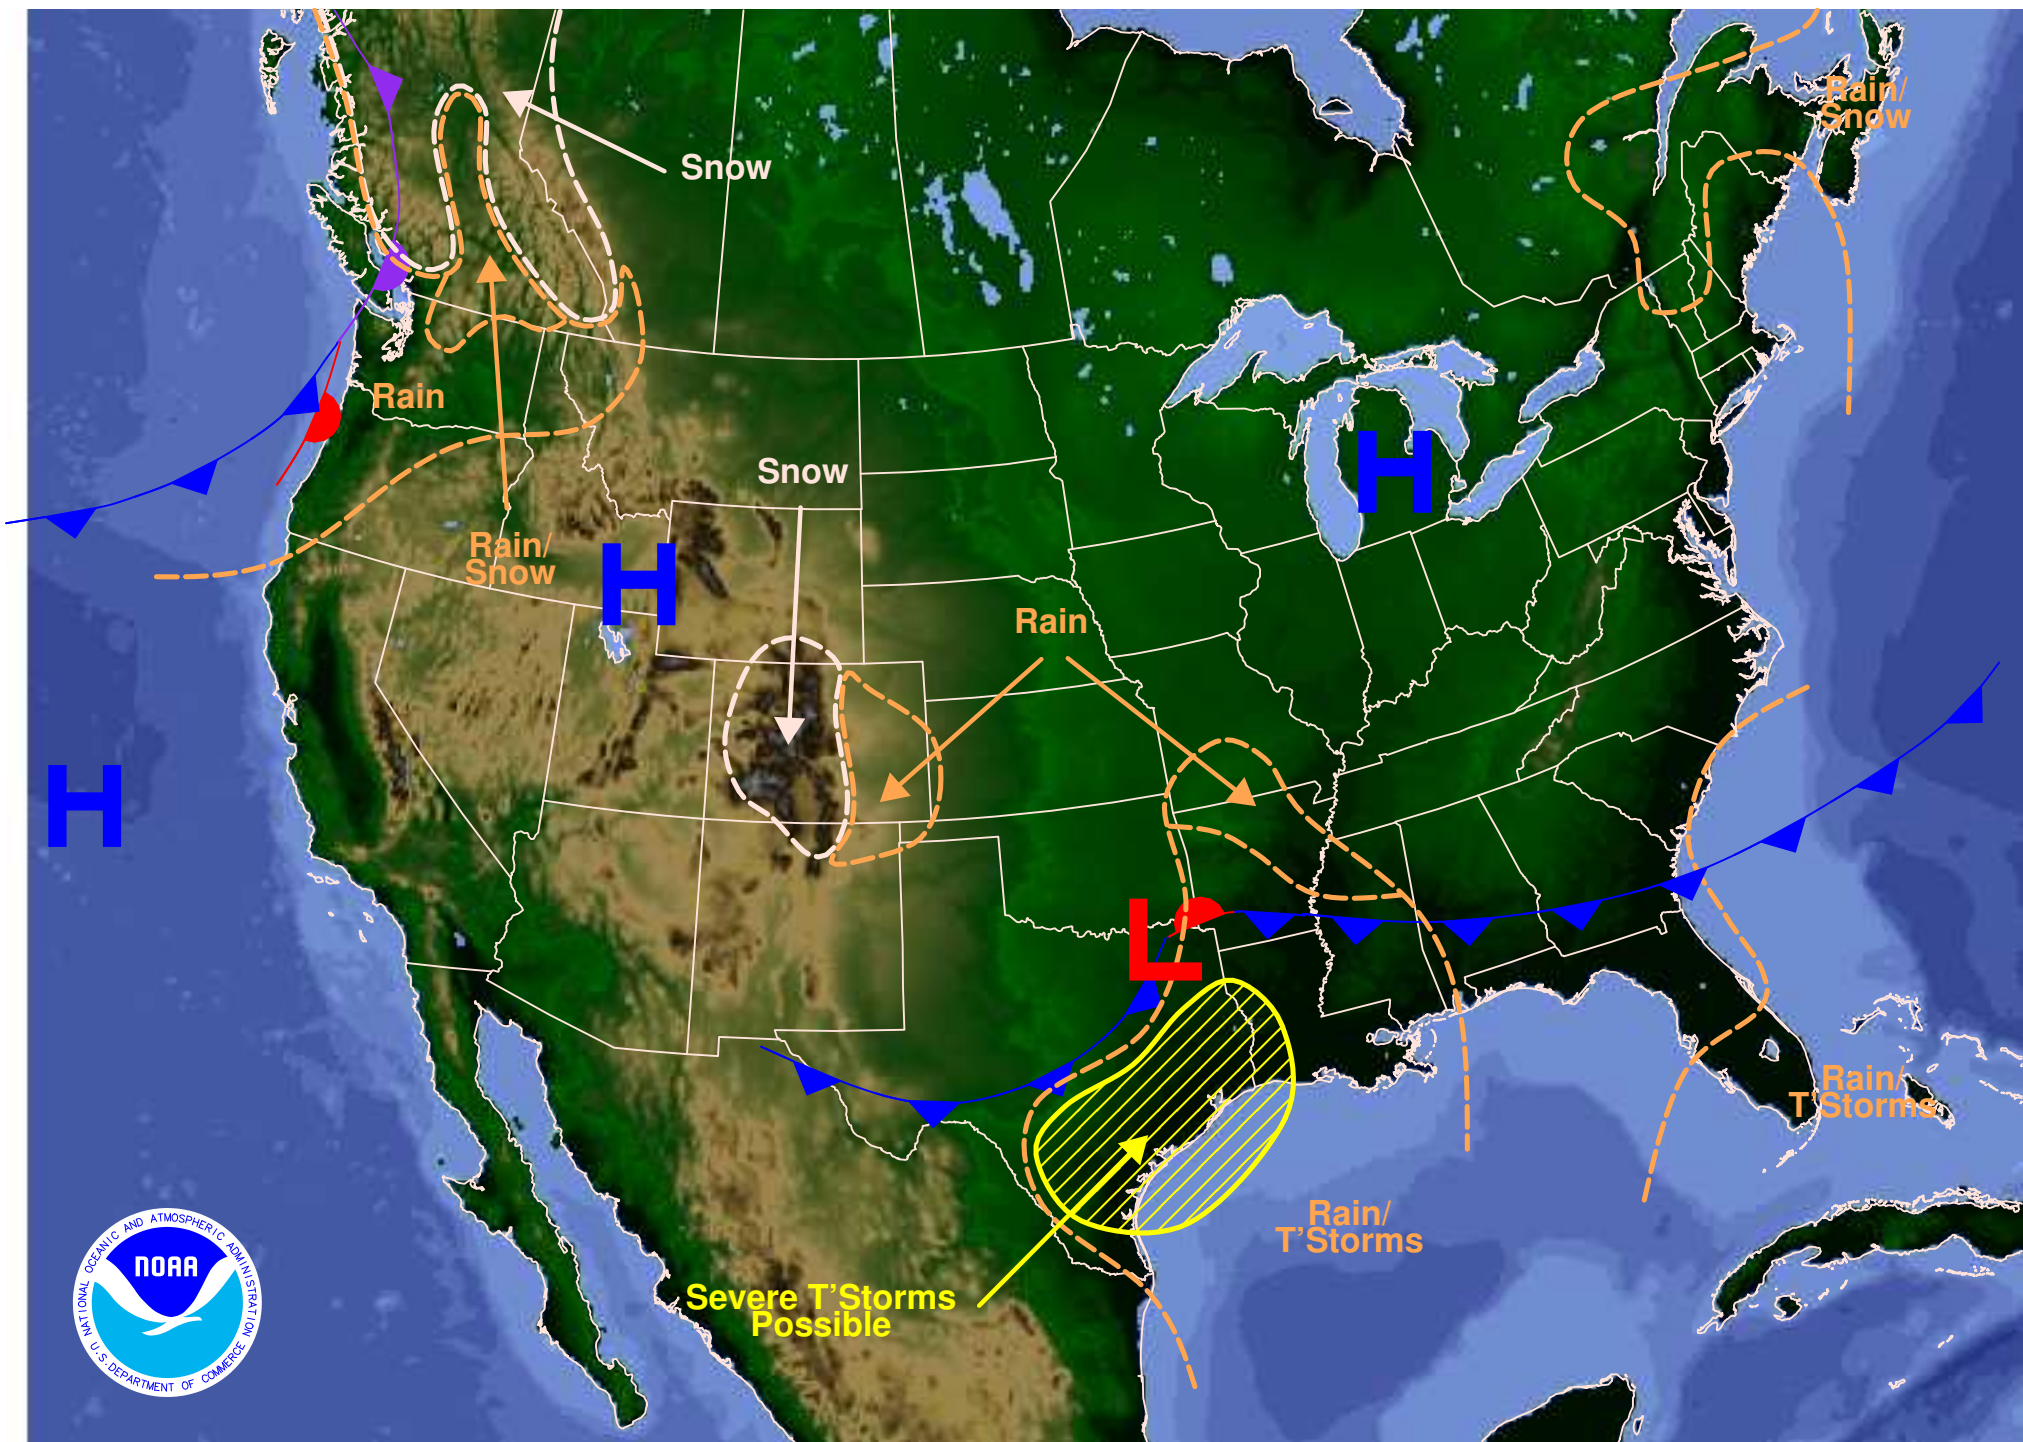 Rain/
Snow
Snow
Rain
Snow
H
Rain/
Snow
H
Rain
H
L
Rain/
T'Storms
Rain/
T'Storms
Severe T'Storms
Possible
NATIONAL OCEANIC AND ATMOSPHERIC ADMINISTRATION
NOAA
U.S. DEPARTMENT OF COMMERCE